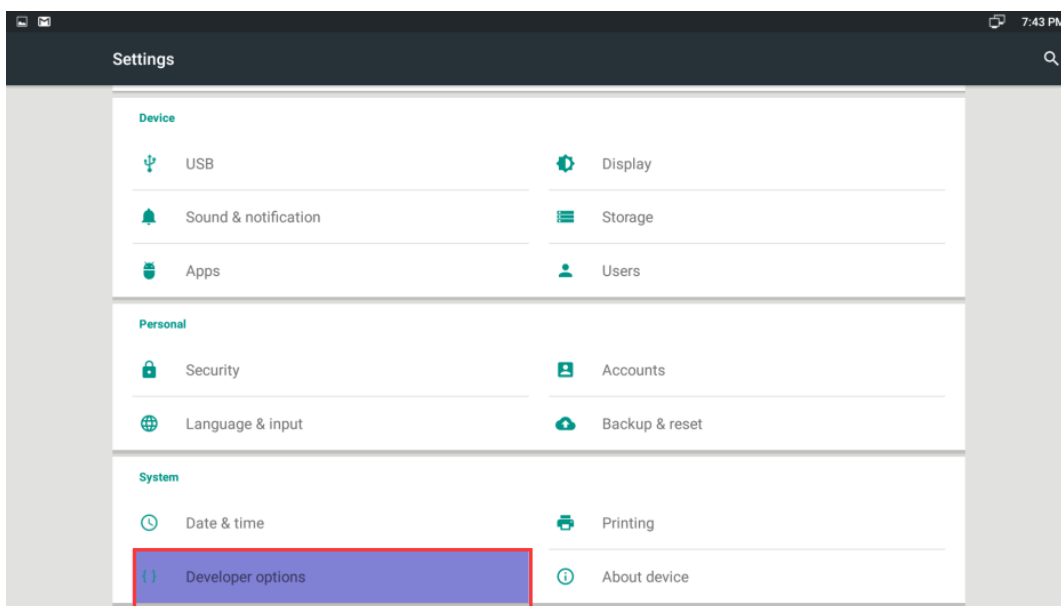 7:43 PM
Settings
Device
USB
Display
Sound & notification
Storage
Apps
Users
Personal
Security
Accounts
Language & input
Backup & reset
System
Date & time
Printing
{ } Developer options
About device